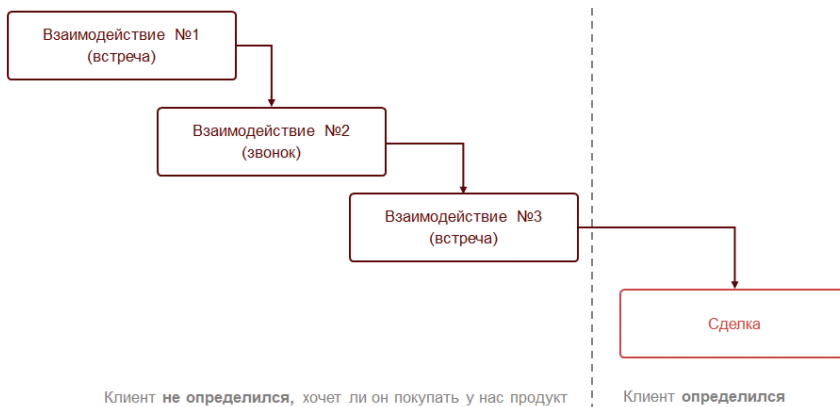 Взаимодействие №1
(встреча)
Взаимодействие №2
(звонок)
Взаимодействие №3
(встреча)
Сделка
Клиент не определился, хочет ли он покупать у нас продукт
Клиент определился